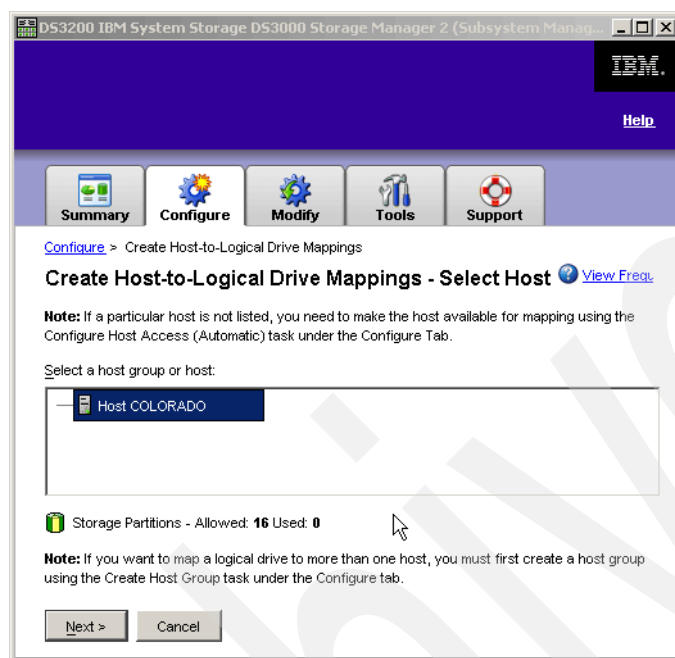 DS3200 IBM System Storage DS3000 Storage Manager 2 (Subsystem Manag...
IBM.
Help
Summary
Configure
Modify
Tools
Support
Configure > Create Host-to-Logical Drive Mappings
Create Host-to-Logical Drive Mappings - Select Host
View Frequ
Note: If a particular host is not listed, you need to make the host available for mapping using the
Configure Host Access (Automatic) task under the Configure Tab.
Select a host group or host:
Host COLORADO
Storage Partitions - Allowed: 16 Used: 0
Note: If you want to map a logical drive to more than one host, you must first create a host group
using the Create Host Group task under the Configure tab.
Next >
Cancel